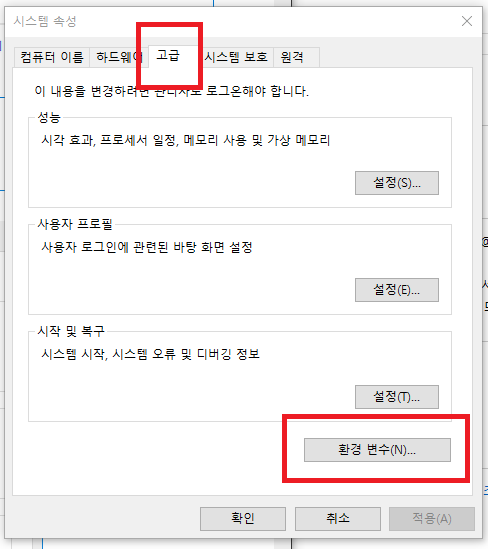 시스템 속성
컴퓨터 이름 하드웨어 고급 시스템 보호 원격
이 내용을 변경하려면 관리자로 로그온해야 합니다.
성능
시각 효과, 프로세서 일정, 메모리 사용 및 가상 메모리
설정(S)...
사용자 프로필
사용자 로그인에 관련된 바탕 화면 설정
설정(E)...
시작 및 복구
시스템 시작, 시스템 오류 및 디버깅 정보
설정(T)...
환경 변수(N)...
확인 취소 적용(A)